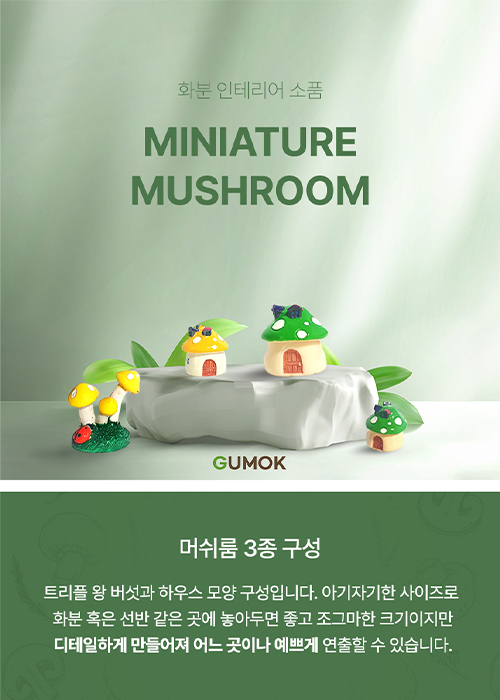 화분 인테리어 소품
MINIATURE
MUSHROOM
GUMOK
머쉬룸 3종 구성
트리플 왕 버섯과 하우스 모양 구성입니다. 아기자기한 사이즈로
화분 혹은 선반 같은 곳에 놓아두면 좋고 조그마한 크기이지만
디테일하게 만들어져 어느 곳이나 예쁘게 연출할 수 있습니다.